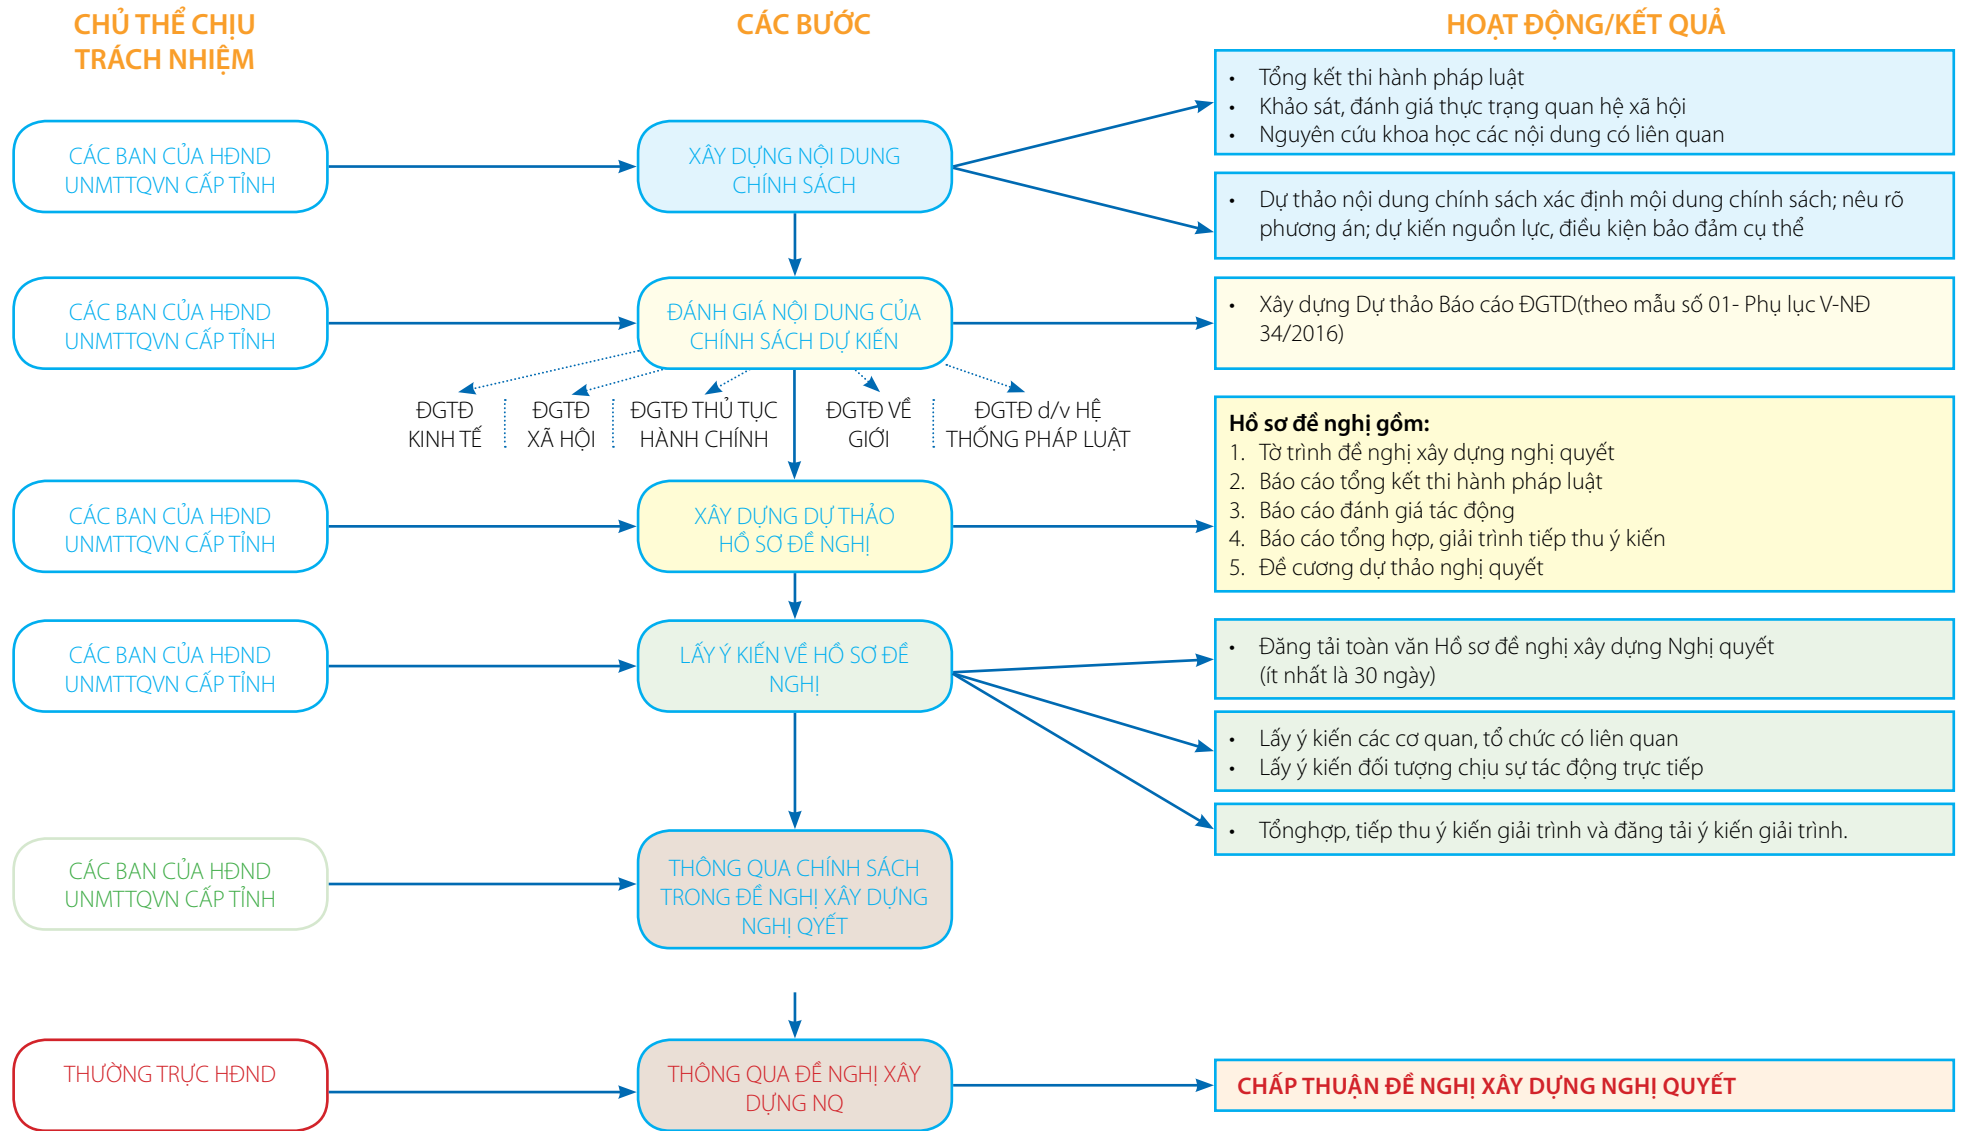 CHỦ THỂ CHỊU
TRÁCH NHIỆM
CÁC BƯỚC
HOẠT ĐỘNG/KẾT QUẢ
CÁC BAN CỦA HĐND
UNMTTQVN CẤP TỈNH
XÂY DỰNG NỘI DUNG
CHÍNH SÁCH
• Tổng kết thi hành pháp luật
• Khảo sát, đánh giá thực trạng quan hệ xã hội
• Nguyên cứu khoa học các nội dung có liên quan
• Dự thảo nội dung chính sách xác định mội dung chính sách; nêu rõ
phương án; dự kiến nguồn lực, điều kiện bảo đảm cụ thể
CÁC BAN CỦA HĐND
UNMTTQVN CẤP TỈNH
ĐÁNH GIÁ NỘI DUNG CỦA
CHÍNH SÁCH DỰ KIẾN
• Xây dựng Dự thảo Báo cáo ĐGTD(theo mẫu số 01- Phụ lục V-NĐ
34/2016)
ĐGTĐ
KINH TẾ
ĐGTĐ
XÃ HỘI
ĐGTĐ THỦ TỤC
HÀNH CHÍNH
ĐGTĐ VỀ
GIỚI
ĐGTĐ d/v HỆ
THỐNG PHÁP LUẬT
CÁC BAN CỦA HĐND
UNMTTQVN CẤP TỈNH
XÂY DỰNG DỰ THẢO
HỒ SƠ ĐỀ NGHỊ
Hồ sơ đề nghị gồm:
1. Tờ trình đề nghị xây dựng nghị quyết
2. Báo cáo tổng kết thi hành pháp luật
3. Báo cáo đánh giá tác động
4. Báo cáo tổng hợp, giải trình tiếp thu ý kiến
5. Đề cương dự thảo nghị quyết
CÁC BAN CỦA HĐND
UNMTTQVN CẤP TỈNH
LẤY Ý KIẾN VỀ HỒ SƠ ĐỀ
NGHỊ
• Đăng tải toàn văn Hồ sơ đề nghị xây dựng Nghị quyết
(ít nhất là 30 ngày)
• Lấy ý kiến các cơ quan, tổ chức có liên quan
• Lấy ý kiến đối tượng chịu sự tác động trực tiếp
• Tổnghợp, tiếp thu ý kiến giải trình và đăng tải ý kiến giải trình.
CÁC BAN CỦA HĐND
UNMTTQVN CẤP TỈNH
THÔNG QUA CHÍNH SÁCH
TRONG ĐỀ NGHỊ XÂY DỰNG
NGHỊ QYẾT
THƯỜNG TRỰC HĐND
THÔNG QUA ĐỀ NGHỊ XÂY
DỰNG NQ
CHẤP THUẬN ĐỀ NGHỊ XÂY DỰNG NGHỊ QUYẾT